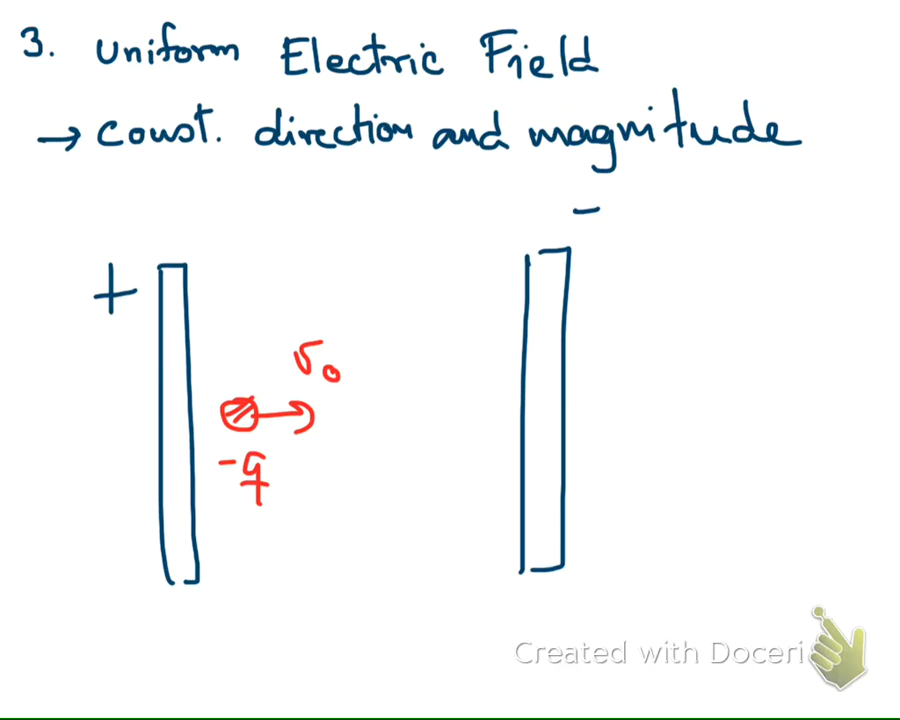 3. Uniform Electric Field
→ const. direction and magnitude
-
+
v₀
-q
Created with Doceri